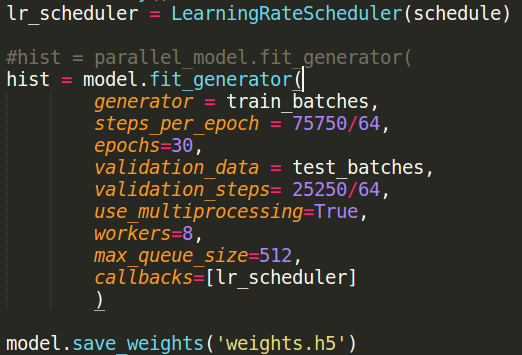 lr_scheduler = LearningRateScheduler(schedule)
#hist = parallel_model.fit_generator(
hist = model.fit_generator(
generator = train_batches,
steps_per_epoch = 75750/64,
epochs=30,
validation_data = test_batches,
validation_steps= 25250/64,
use_multiprocessing=True,
workers=8,
max_queue_size=512,
callbacks=[lr_scheduler]
)
model.save_weights('weights.h5')